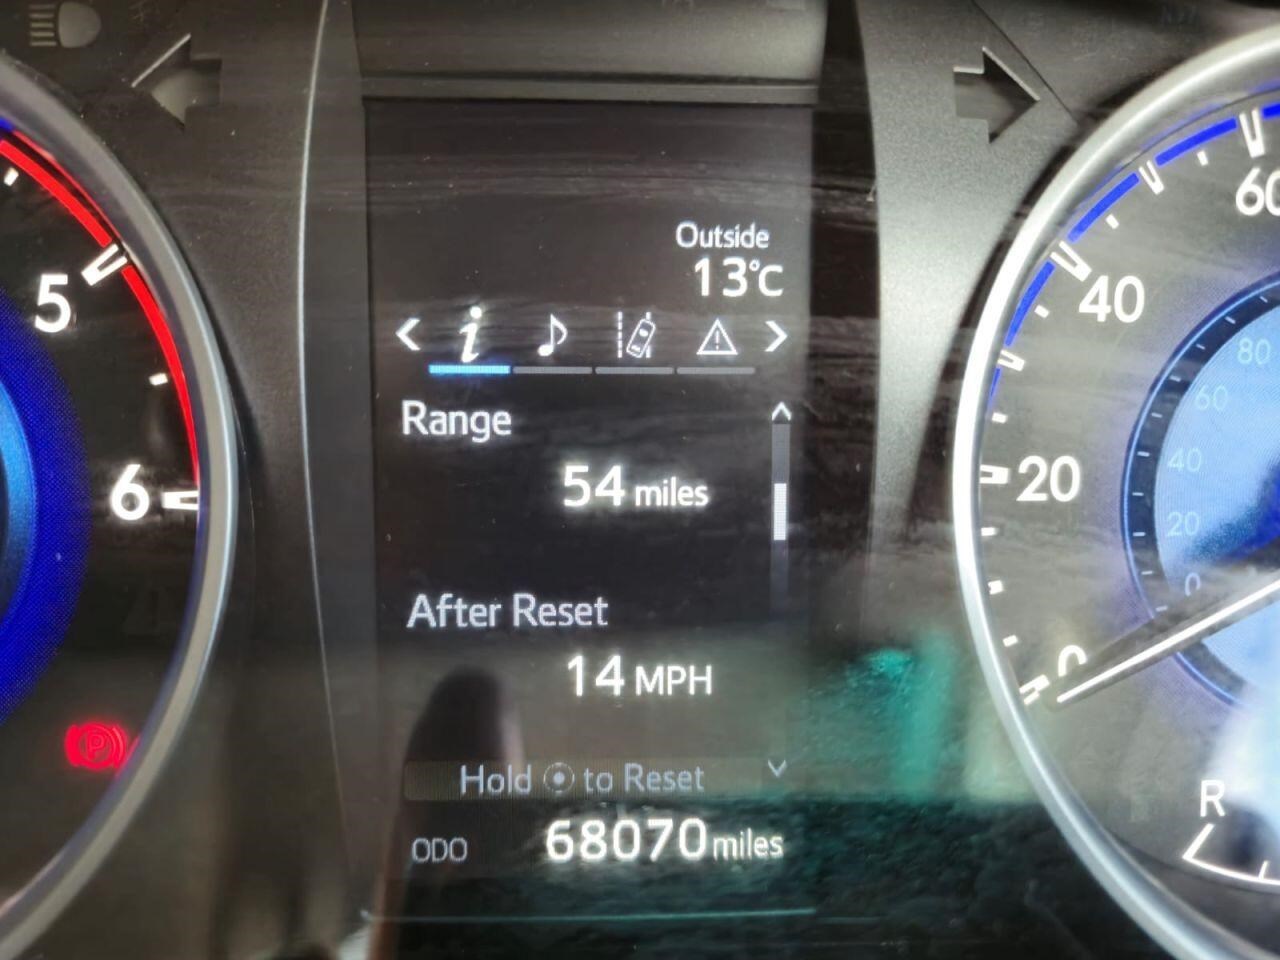 Outside
13°C
Range
54 miles
After Reset
14 MPH
Hold to Reset
ODO 68070 miles
5
6
P
60
40
20
0
80
60
40
20
0
R